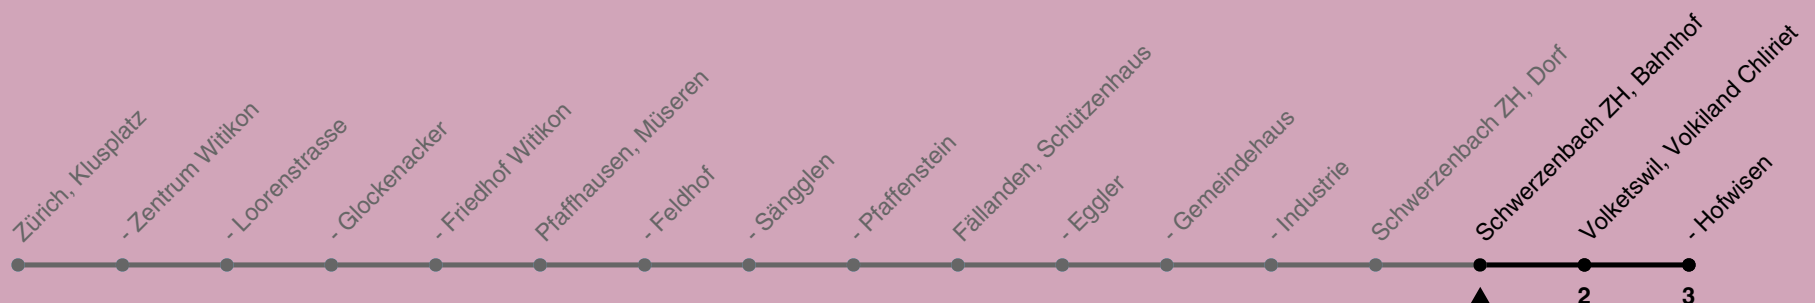 Zürich, Klusplatz
- Zentrum Witikon
- Loorenstrasse
- Glockenacker
- Friedhof Witikon
Pfaffhausen, Müseren
- Feldhof
- Sängglen
- Pfaffenstein
Fällanden, Schützenhaus
- Eggler
- Gemeindehaus
- Industrie
Schwerzenbach ZH, Dorf
Schwerzenbach ZH, Bahnhof
Volketswil, Volkiland Chliriet
- Hofwisen
2
3